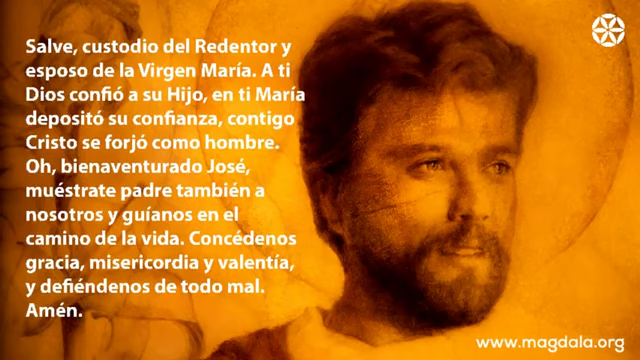 Salve, custodio del Redentor y
esposo de la Virgen María. A ti
Dios confió a su Hijo, en ti María
depositó su confianza, contigo
Cristo se forjó como hombre.
Oh, bienaventurado José,
muéstrate padre también a
nosotros y guíanos en el
camino de la vida. Concédenos
gracia, misericordia y valentía,
y defiéndenos de todo mal.
Amén.
www.magdala.org